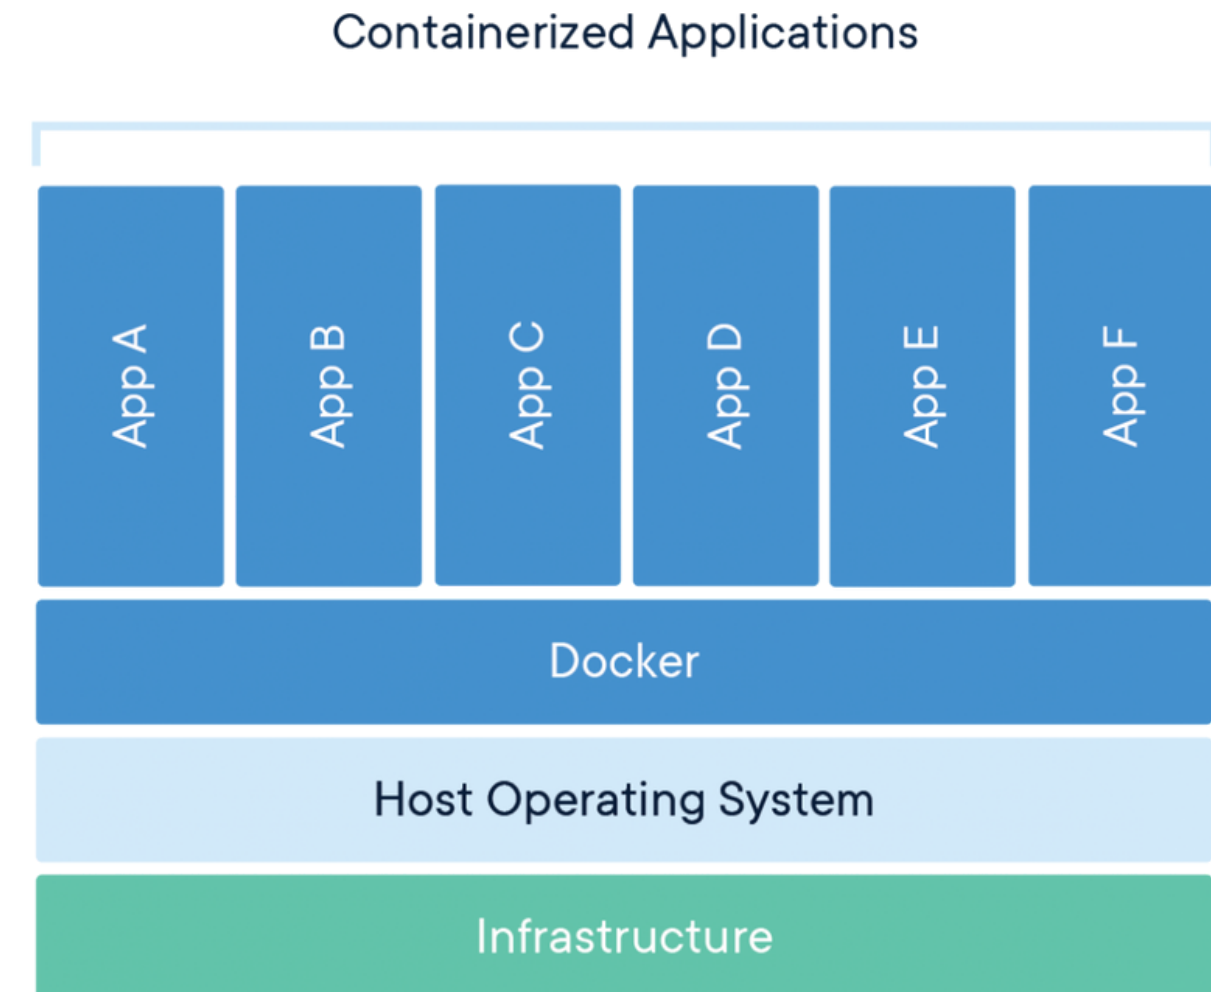 Containerized Applications
App A
App B
App C
App D
App E
App F
Docker
Host Operating System
Infrastructure